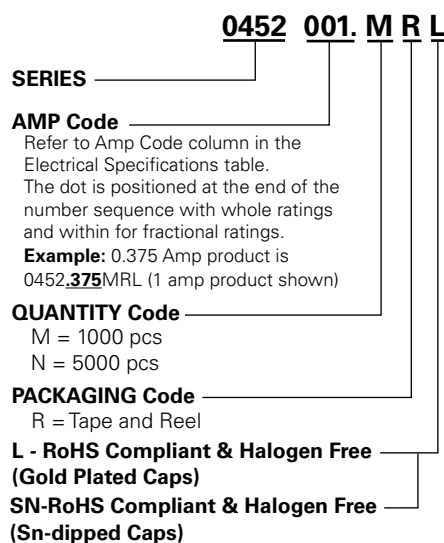 0452 001. M R L
SERIES
AMP Code
Refer to Amp Code column in the
Electrical Specifications table.
The dot is positioned at the end of the
number sequence with whole ratings
and within for fractional ratings.
Example: 0.375 Amp product is
0452.375MRL (1 amp product shown)
QUANTITY Code
M = 1000 pcs
N = 5000 pcs
PACKAGING Code
R = Tape and Reel
L - RoHS Compliant & Halogen Free
(Gold Plated Caps)
SN-RoHS Compliant & Halogen Free
(Sn-dipped Caps)